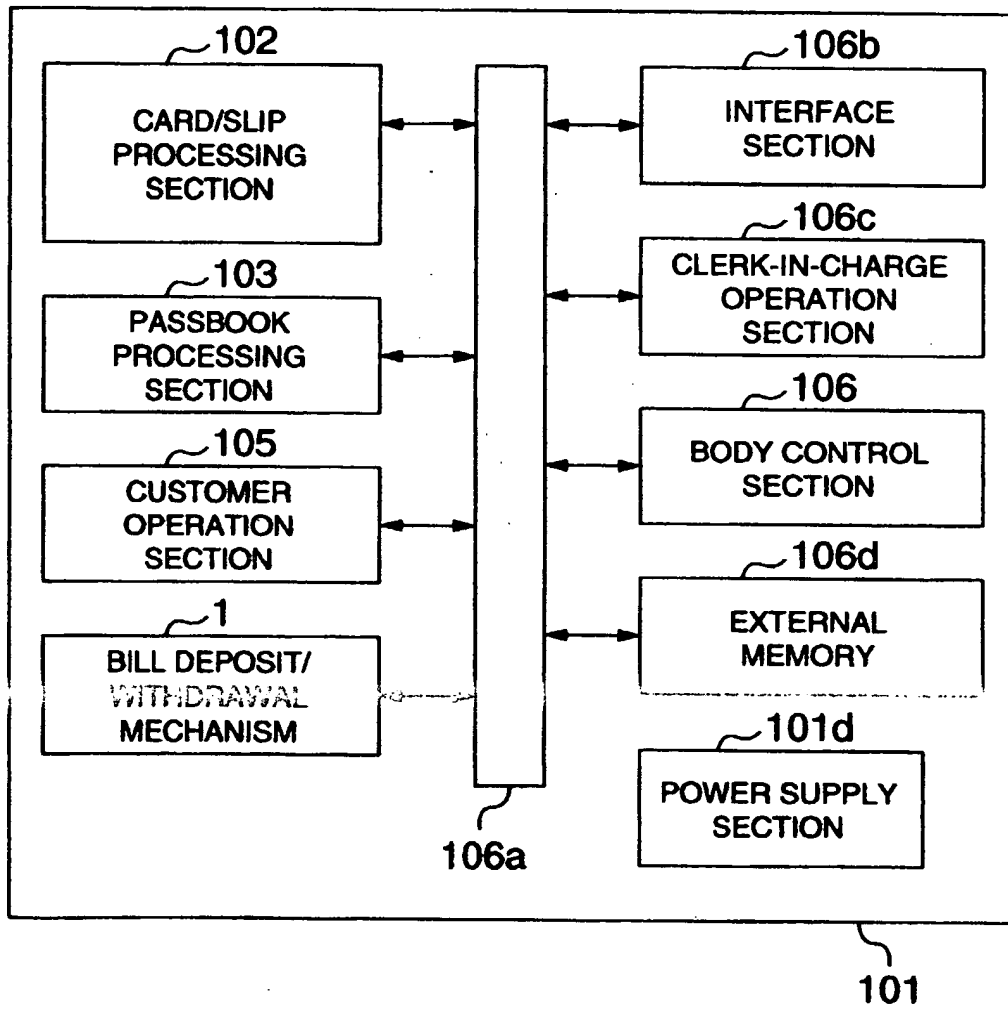 102
CARD/SLIP
PROCESSING
SECTION
103
PASSBOOK
PROCESSING
SECTION
105
CUSTOMER
OPERATION
SECTION
1
BILL DEPOSIT/
WITHDRAWAL
MECHANISM
106a
106b
INTERFACE
SECTION
106c
CLERK-IN-CHARGE
OPERATION
SECTION
106
BODY CONTROL
SECTION
106d
EXTERNAL
MEMORY
101d
POWER SUPPLY
SECTION
101